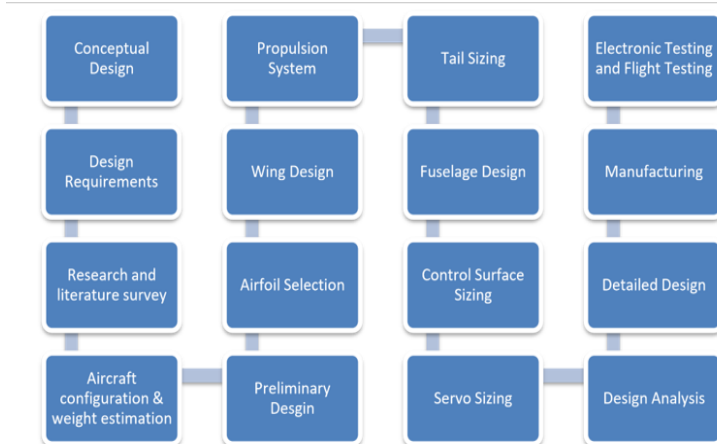 Conceptual
Design
Design
Requirements
Research and
literature survey
Aircraft
configuration &
weight estimation
Preliminary
Desgin
Airfoil Selection
Wing Design
Propulsion
System
Tail Sizing
Fuselage Design
Control Surface
Sizing
Servo Sizing
Design Analysis
Detailed Design
Manufacturing
Electronic Testing
and Flight Testing